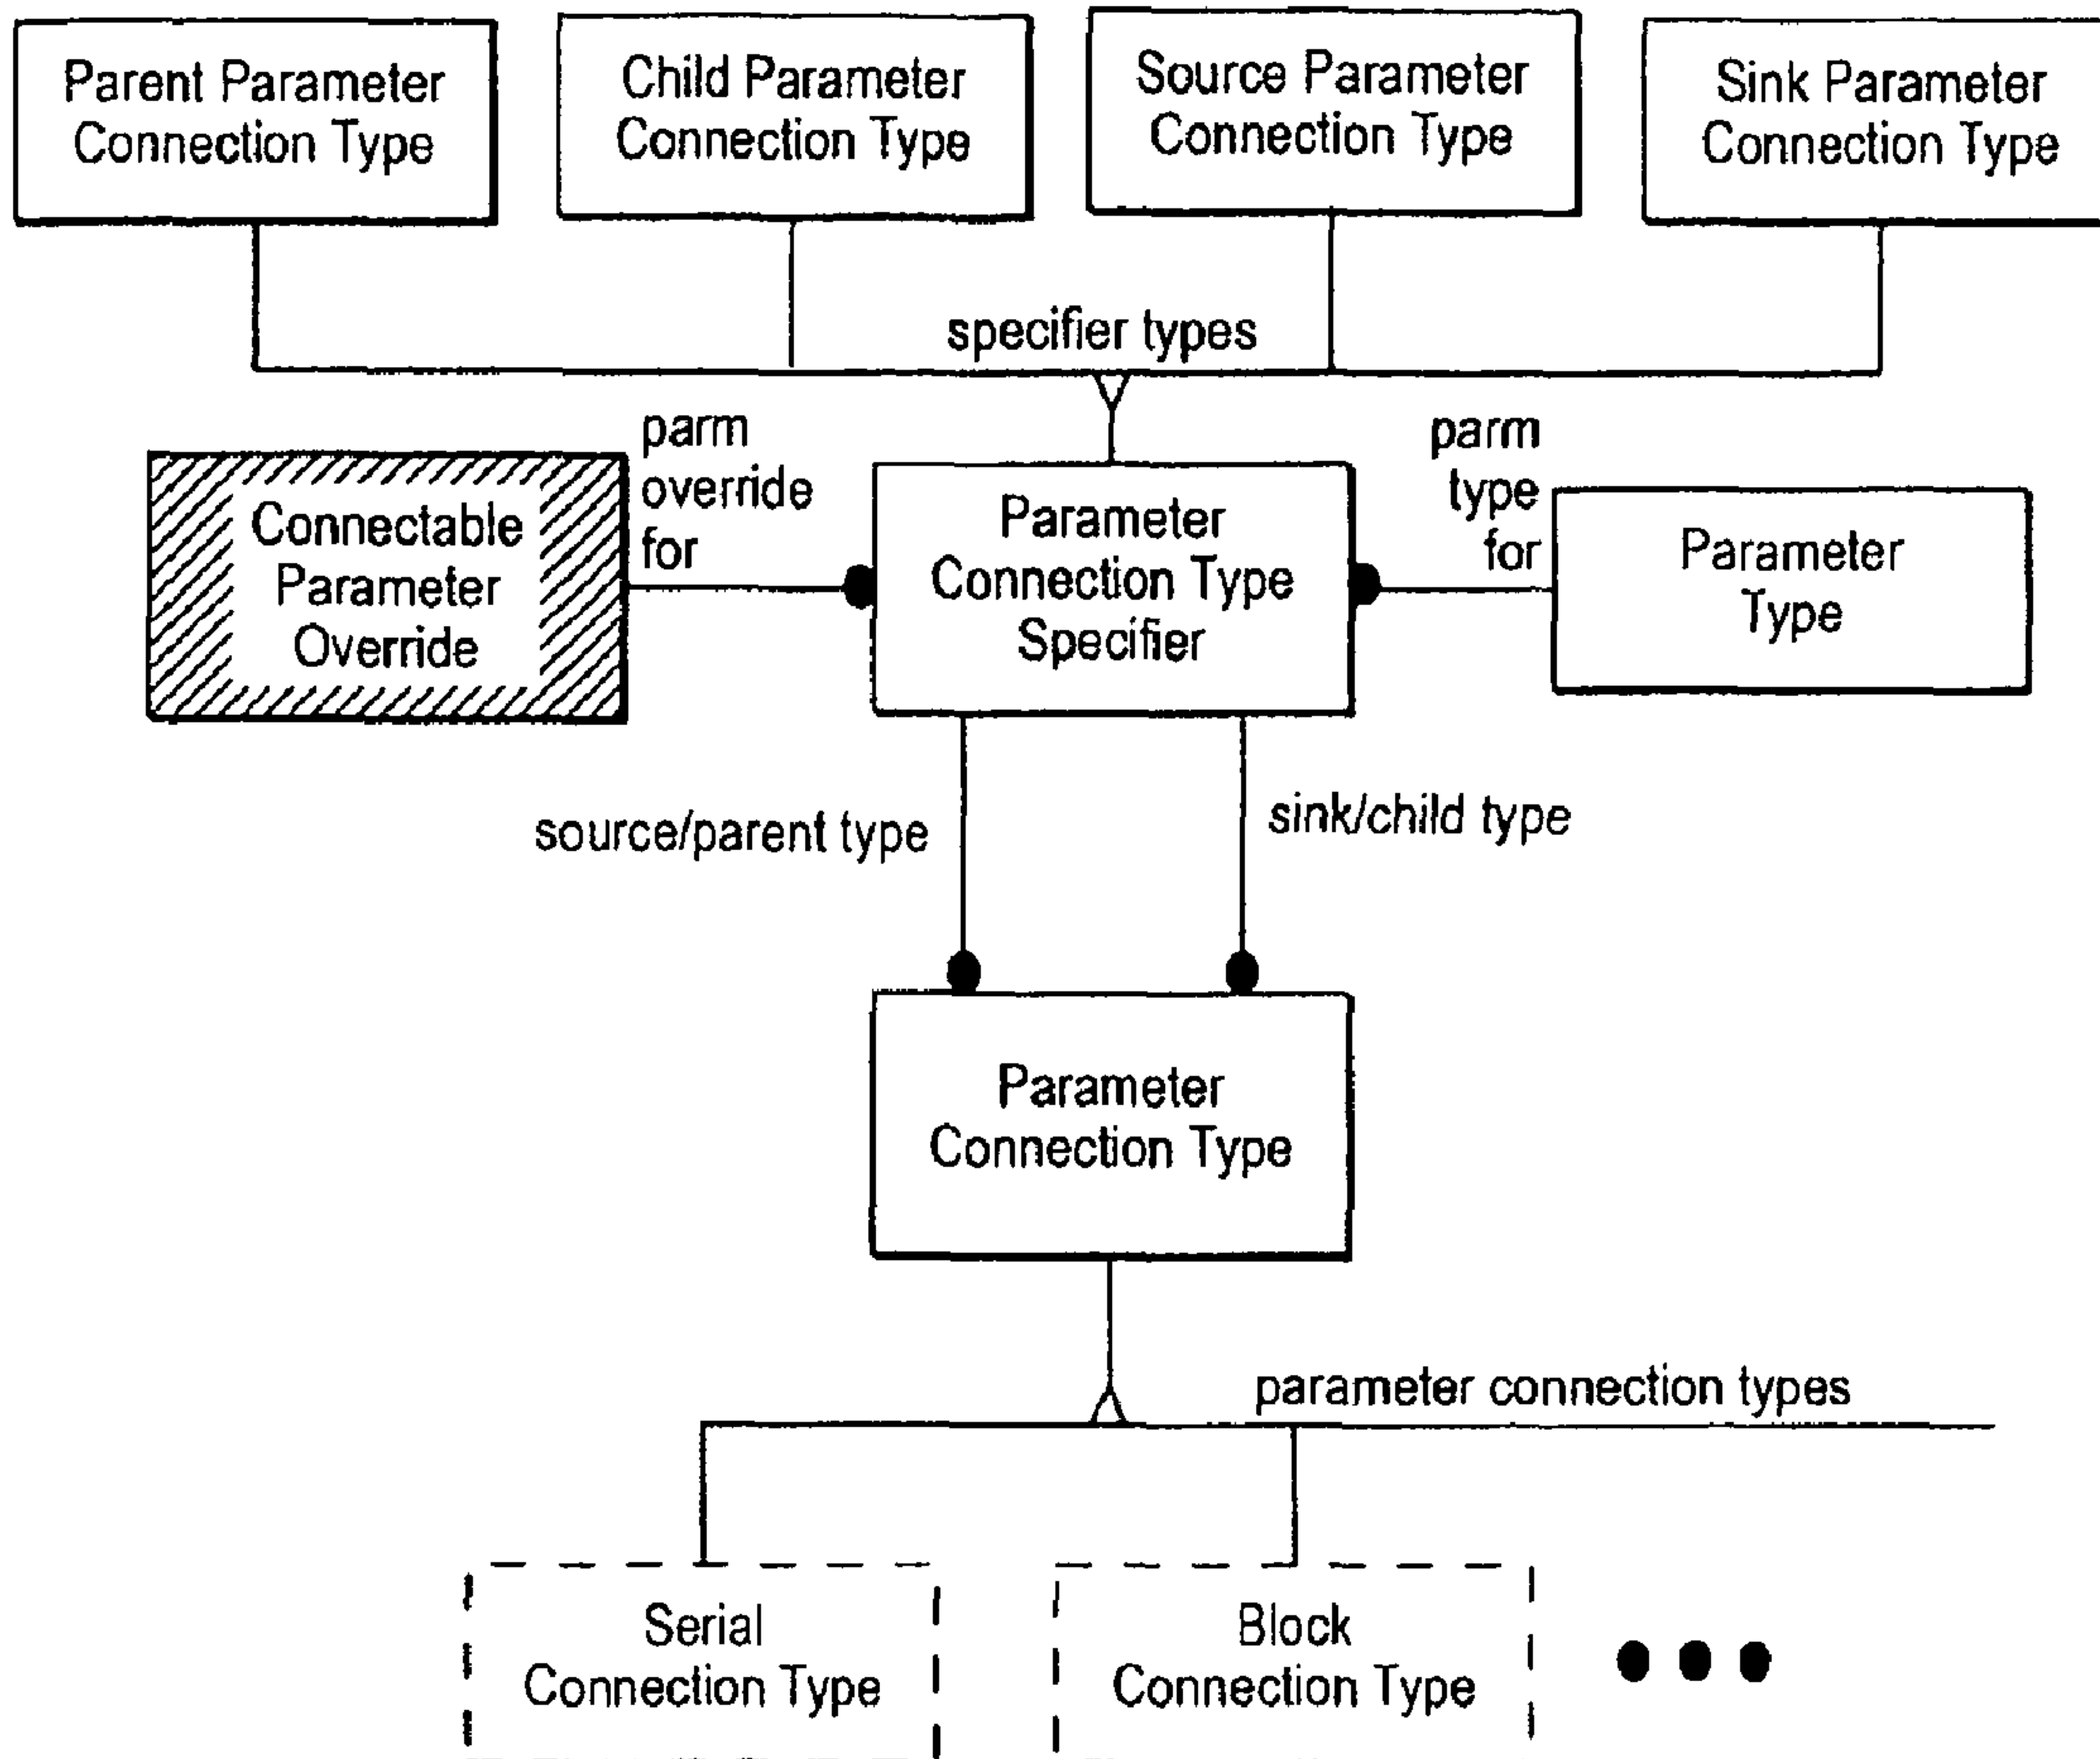 Parent Parameter
Connection Type
Child Parameter
Connection Type
Source Parameter
Connection Type
Sink Parameter
Connection Type
specifier types
parm
override
for
parm
type
for
Connectable
Parameter
Override
Parameter
Connection Type
Specifier
Parameter
Type
source/parent type
sink/child type
Parameter
Connection Type
parameter connection types
Serial
Connection Type
Block
Connection Type